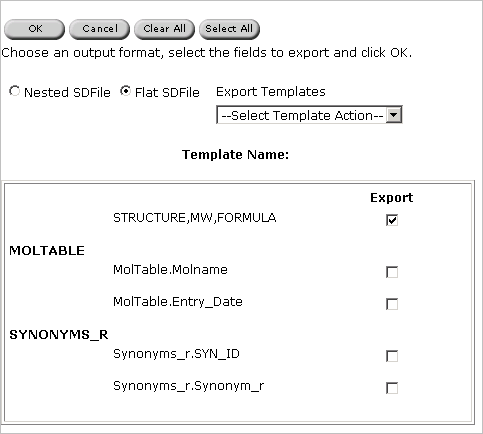 OK Cancel Clear All Select All
Choose an output format, select the fields to export and click OK.
Nested SDFile Flat SDFile Export Templates
--Select Template Action--
Template Name:
Export
STRUCTURE,MW,FORMULA
MOLTABLE
MolTable.Molname
MolTable.Entry_Date
SYNONYMS_R
Synonyms_r.SYN_ID
Synonyms_r.Synonym_r